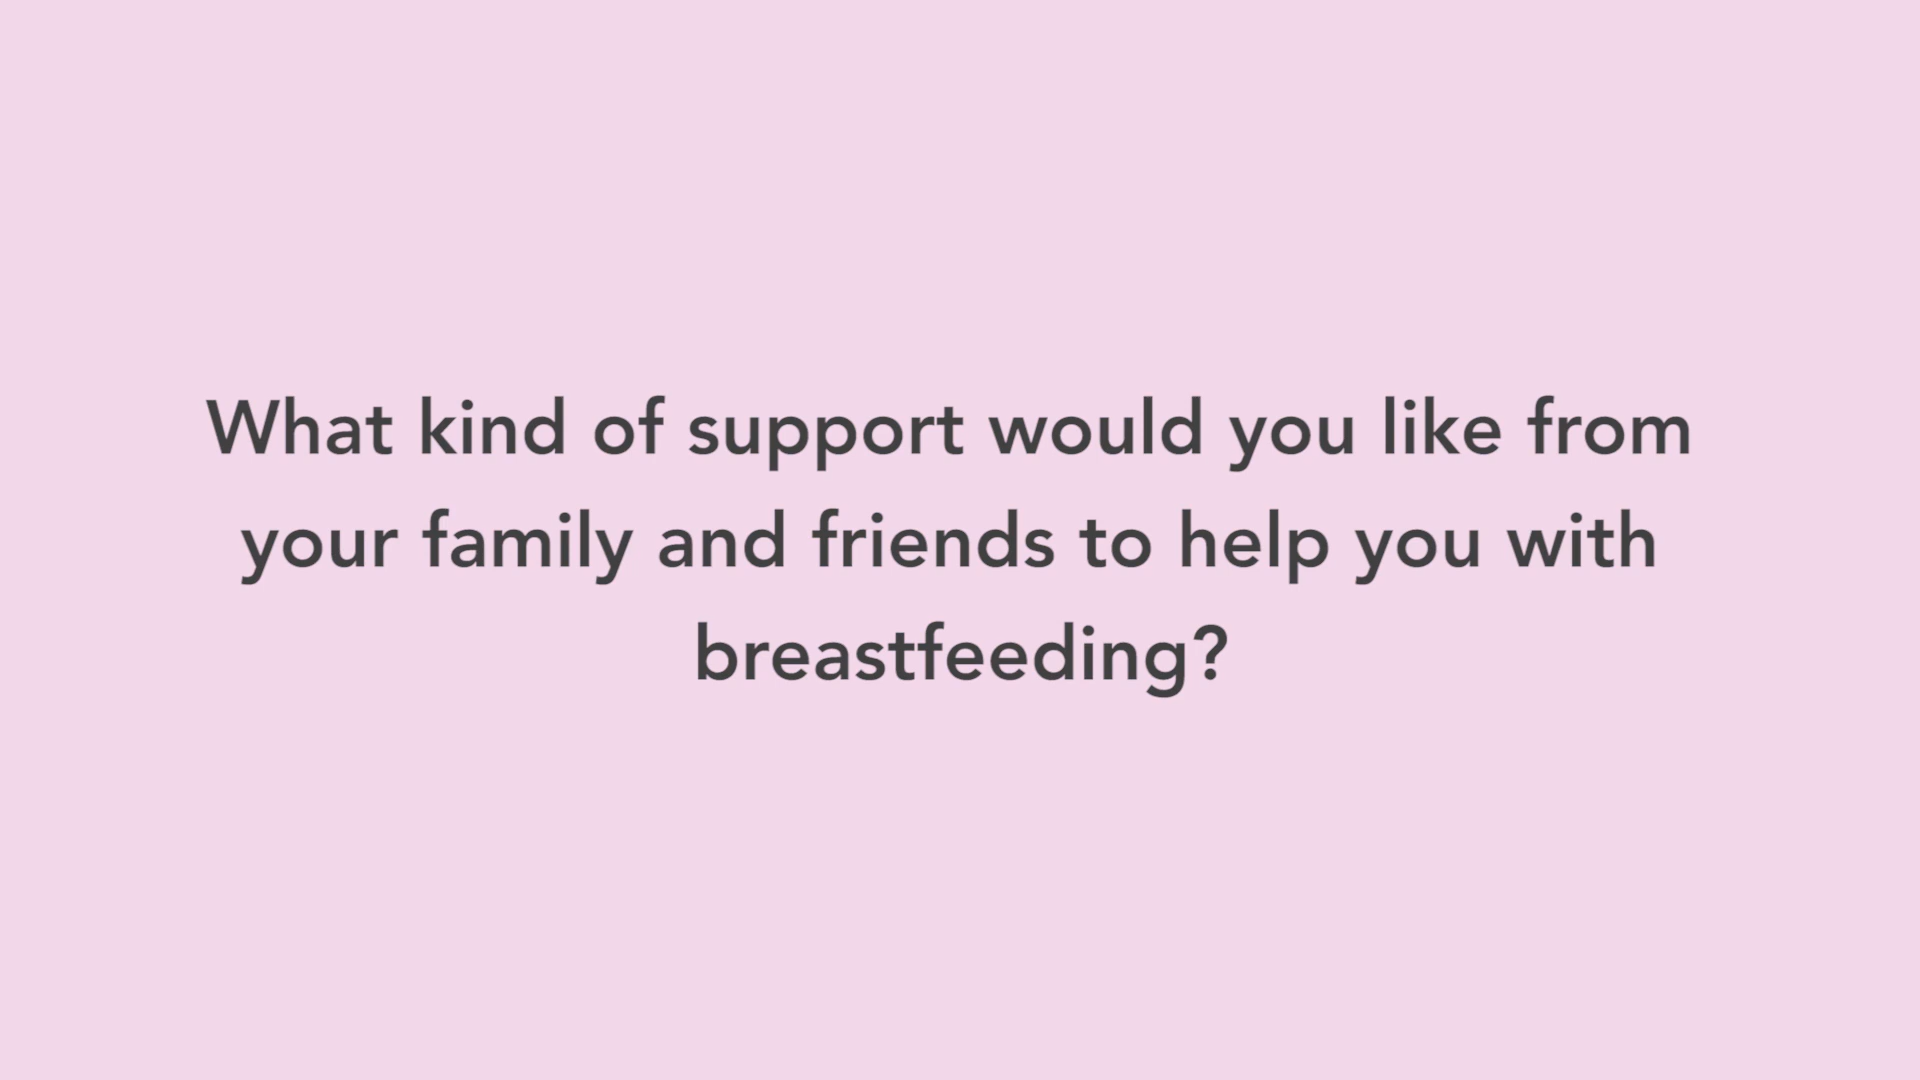 What kind of support would you like from
your family and friends to help you with
breastfeeding?